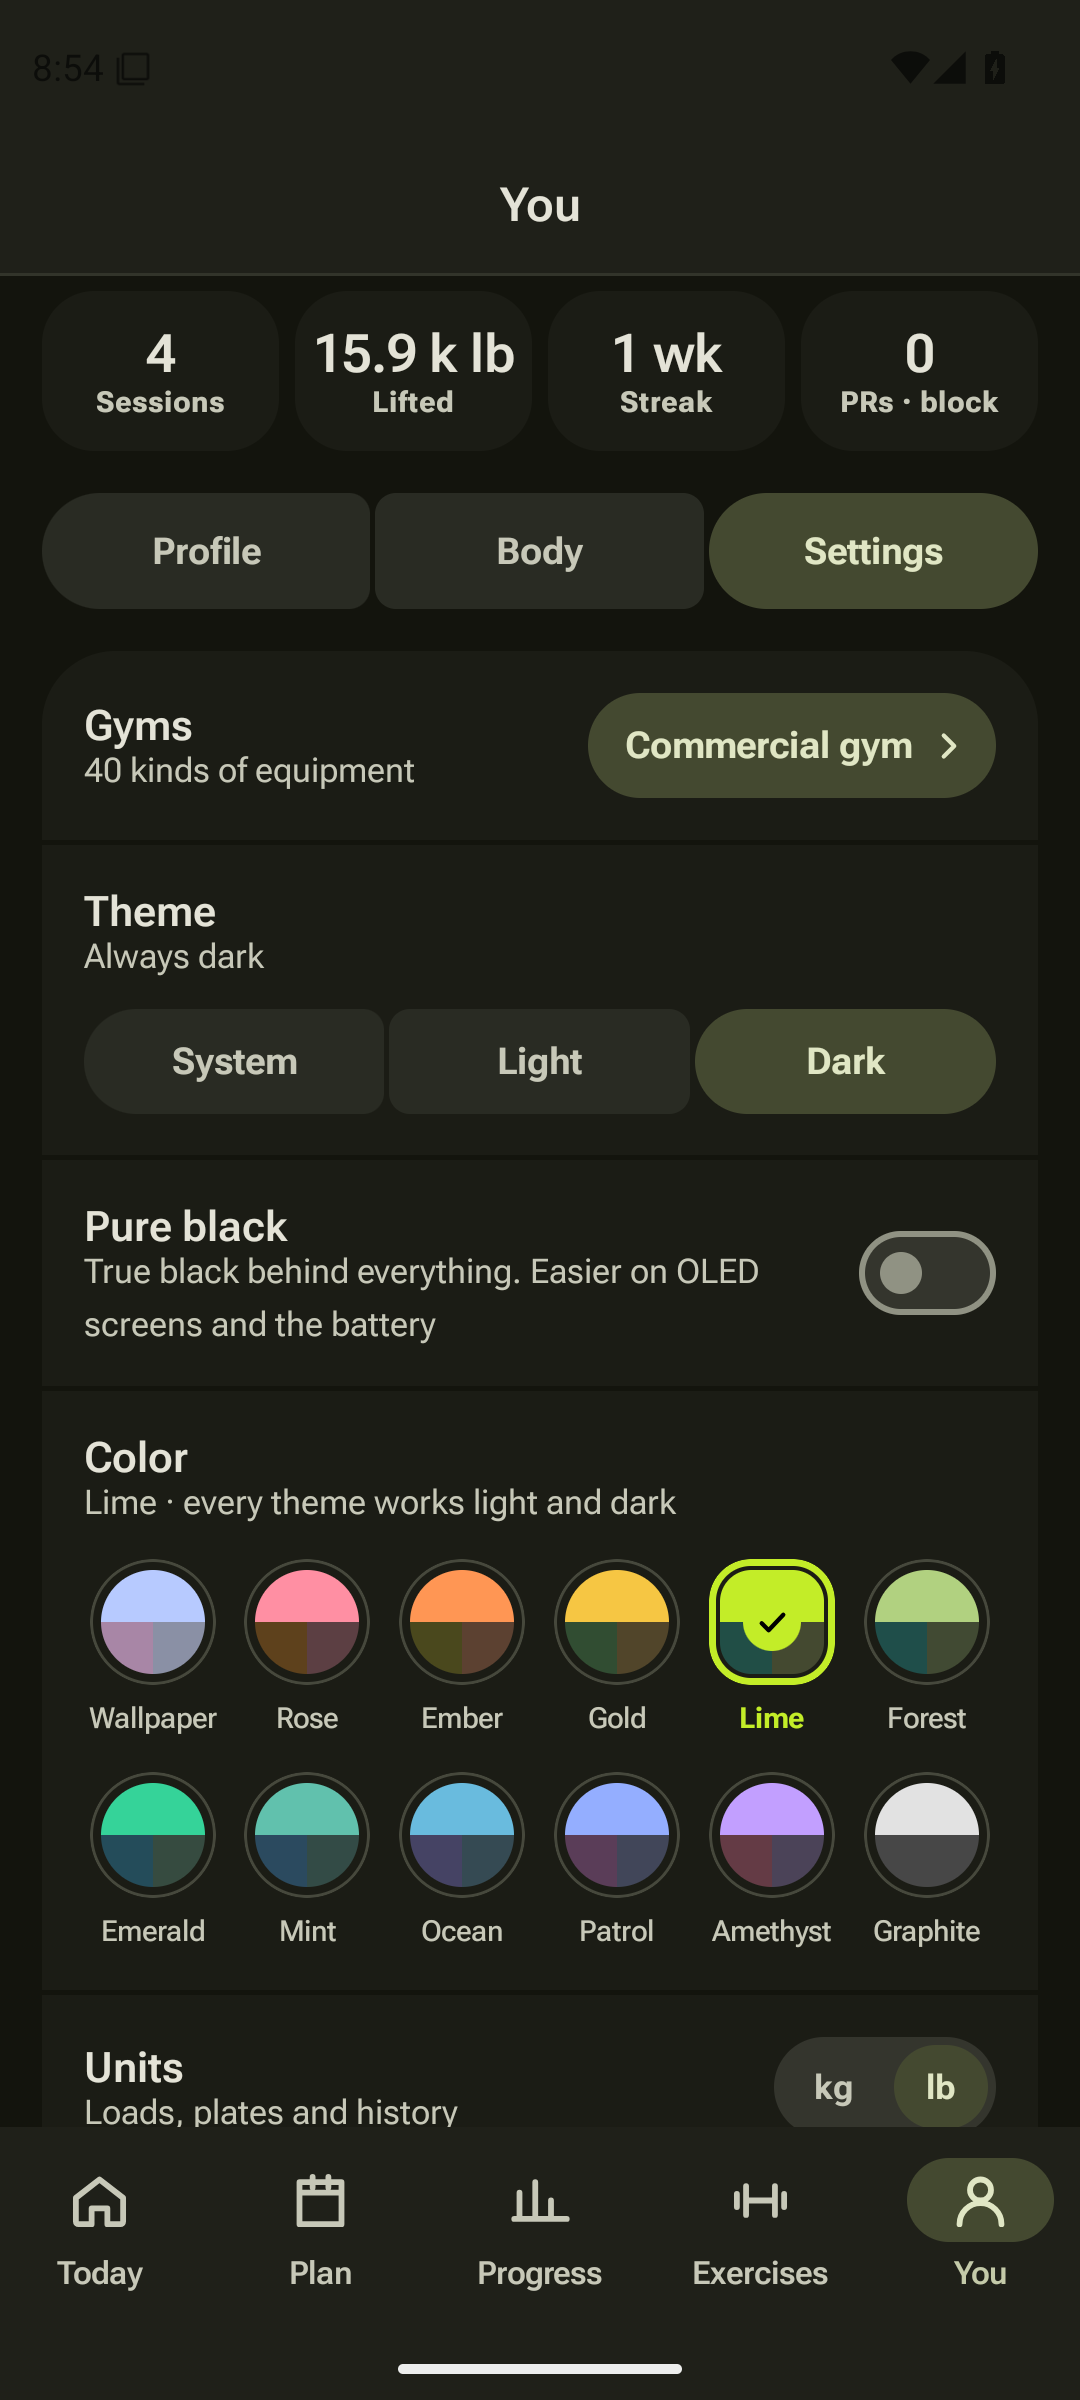 8:54
You
4
Sessions
15.9 k lb
Lifted
1 wk
Streak
0
PRs · block
Profile
Body
Settings
Gyms
40 kinds of equipment
Commercial gym
Theme
Always dark
System
Light
Dark
Pure black
True black behind everything. Easier on OLED
screens and the battery
Color
Lime · every theme works light and dark
Wallpaper
Rose
Ember
Gold
Lime
Forest
Emerald
Mint
Ocean
Patrol
Amethyst
Graphite
Units
Loads, plates and history
kg
lb
Today
Plan
Progress
Exercises
You